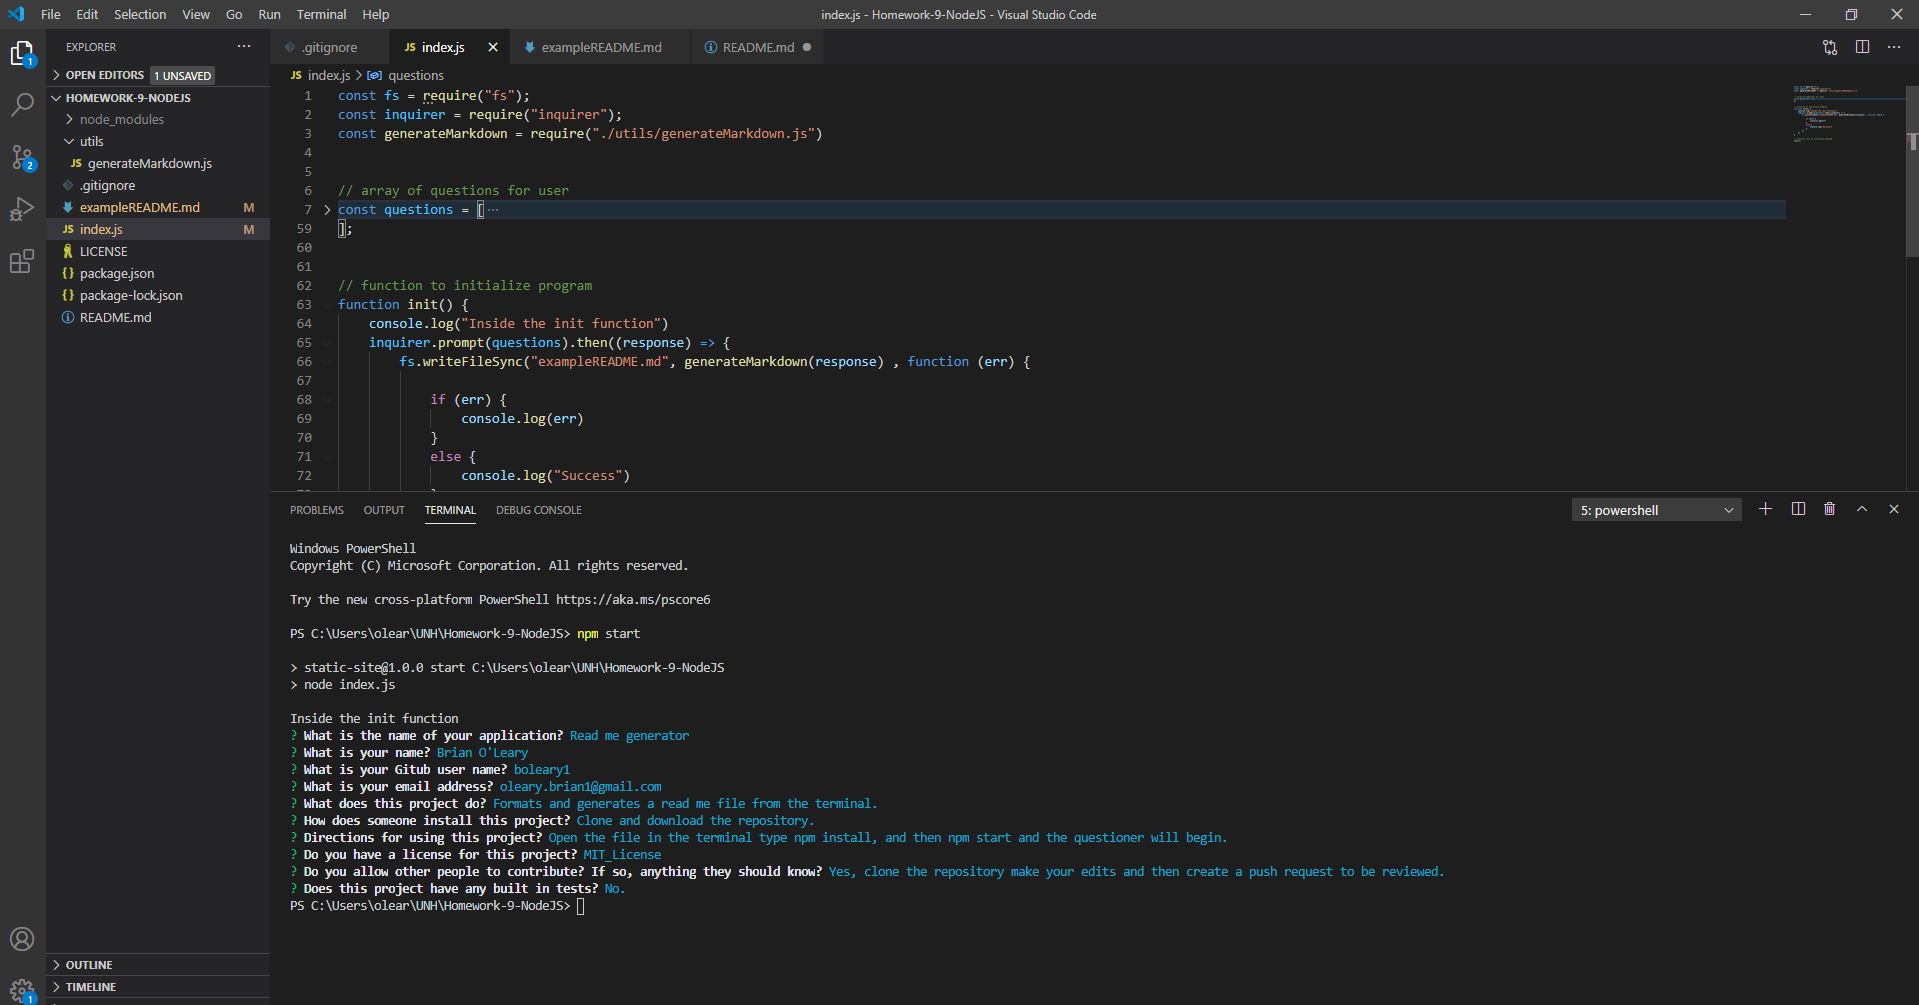 File Edit Selection View Go Run Terminal Help
index.js - Homework-9-NodeJS - Visual Studio Code
EXPLORER
OPEN EDITORS 1 UNSAVED
HOMEWORK-9-NODEJS
node_modules
utils
JS generateMarkdown.js
.gitignore
exampleREADME.md M
JS index.js M
LICENSE
{} package.json
{} package-lock.json
README.md
OUTLINE
TIMELINE
1
2
1
.gitignore JS index.js exampleREADME.md README.md
JS index.js > questions
1 const fs = require("fs");
2 const inquirer = require("inquirer");
3 const generateMarkdown = require("./utils/generateMarkdown.js")
4
5
6 // array of questions for user
7 const questions = [ ···
59 ];
60
61
62 // function to initialize program
63 function init() {
64 console.log("Inside the init function")
65 inquirer.prompt(questions).then((response) => {
66 fs.writeFileSync("exampleREADME.md", generateMarkdown(response) , function (err) {
67
68 if (err) {
69 console.log(err)
70 }
71 else {
72 console.log("Success")
PROBLEMS OUTPUT TERMINAL DEBUG CONSOLE
5: powershell
Windows PowerShell
Copyright (C) Microsoft Corporation. All rights reserved.
Try the new cross-platform PowerShell https://aka.ms/pscore6
PS C:\Users\olear\UNH\Homework-9-NodeJS> npm start
> static-site@1.0.0 start C:\Users\olear\UNH\Homework-9-NodeJS
> node index.js
Inside the init function
? What is the name of your application? Read me generator
? What is your name? Brian O'Leary
? What is your Gitub user name? boleary1
? What is your email address? oleary.brian1@gmail.com
? What does this project do? Formats and generates a read me file from the terminal.
? How does someone install this project? Clone and download the repository.
? Directions for using this project? Open the file in the terminal type npm install, and then npm start and the questioner will begin.
? Do you have a license for this project? MIT_License
? Do you allow other people to contribute? If so, anything they should know? Yes, clone the repository make your edits and then create a push request to be reviewed.
? Does this project have any built in tests? No.
PS C:\Users\olear\UNH\Homework-9-NodeJS>